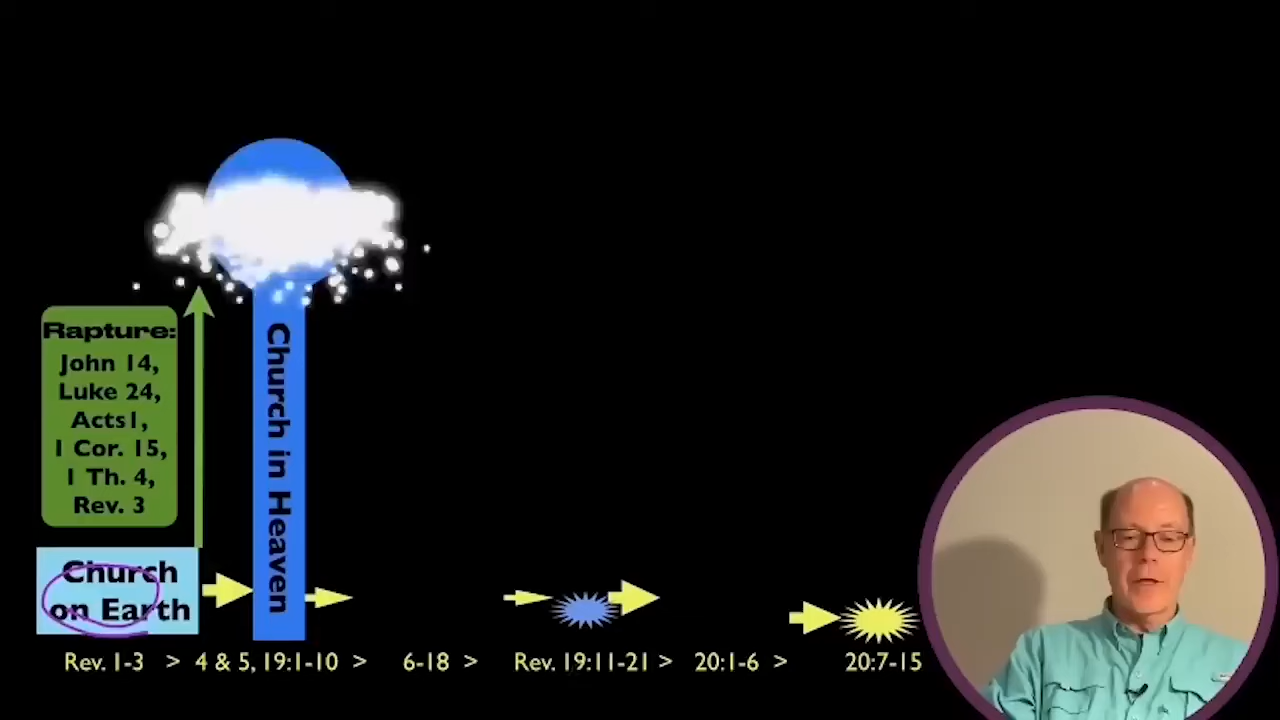 Rapture:
John 14,
Luke 24,
Acts1,
1 Cor. 15,
1 Th. 4,
Rev. 3
Church in Heaven
Church
on Earth
Rev. 1-3 > 4 & 5, 19:1-10 > 6-18 > Rev. 19:11-21 > 20:1-6 > 20:7-15